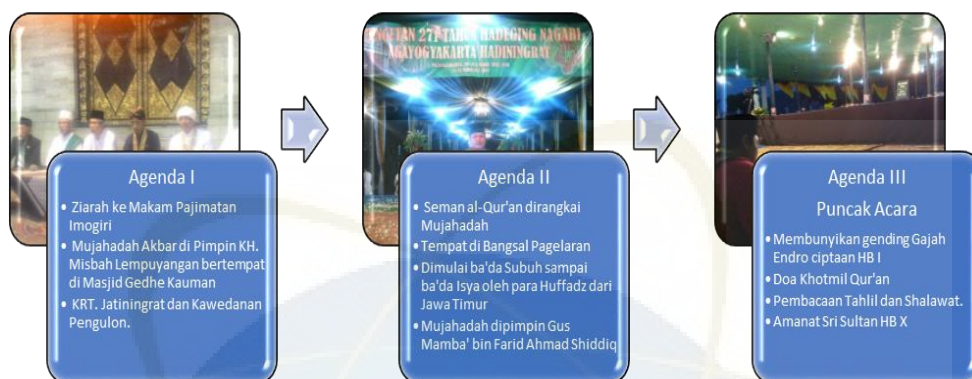 271 TAHUN HADEGING NAGARI
NGAYOGYAKARTA HADININGRAT
Agenda I
• Ziarah ke Makam Pajimatan
Imogiri
• Mujahadah Akbar di Pimpin KH.
Misbah Lempuyangan bertempat
di Masjid Gedhe Kauman
• KRT. Jatiningrat dan Kawedanan
Pengulon.
Agenda II
• Seman al-Qur'an dirangkai
Mujahadah
• Tempat di Bangsal Pagelaran
• Dimulai ba'da Subuh sampai
ba'da Isya oleh para Huffadz dari
Jawa Timur
• Mujahadah dipimpin Gus
Mamba' bin Farid Ahmad Shiddiq
Agenda III
Puncak Acara
• Membunyikan gending Gajah
Endro ciptaan HB I
• Doa Khotmil Qur'an
• Pembacaan Tahlil dan Shalawat.
• Amanat Sri Sultan HB X